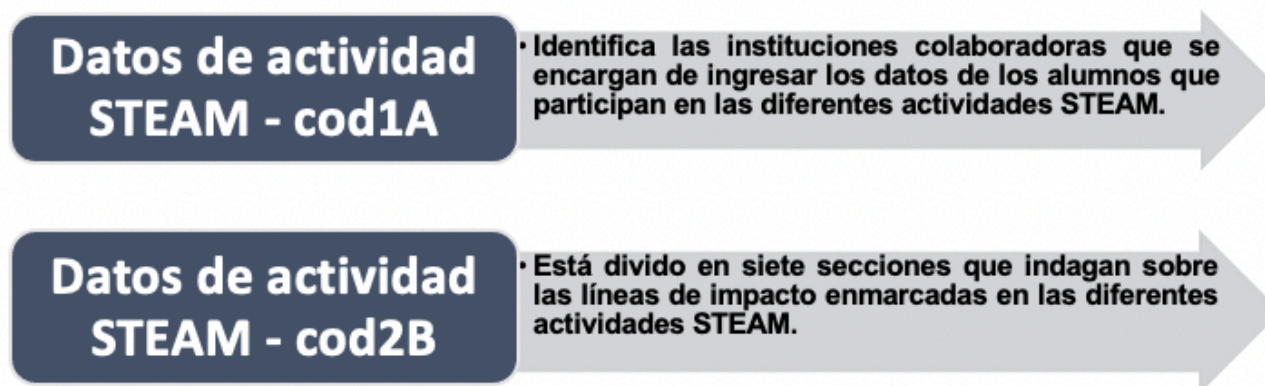 Datos de actividad
STEAM - cod1A
• Identifica las instituciones colaboradoras que se
encargan de ingresar los datos de los alumnos que
participan en las diferentes actividades STEAM.
Datos de actividad
STEAM - cod2B
• Está divido en siete secciones que indagan sobre
las líneas de impacto enmarcadas en las diferentes
actividades STEAM.